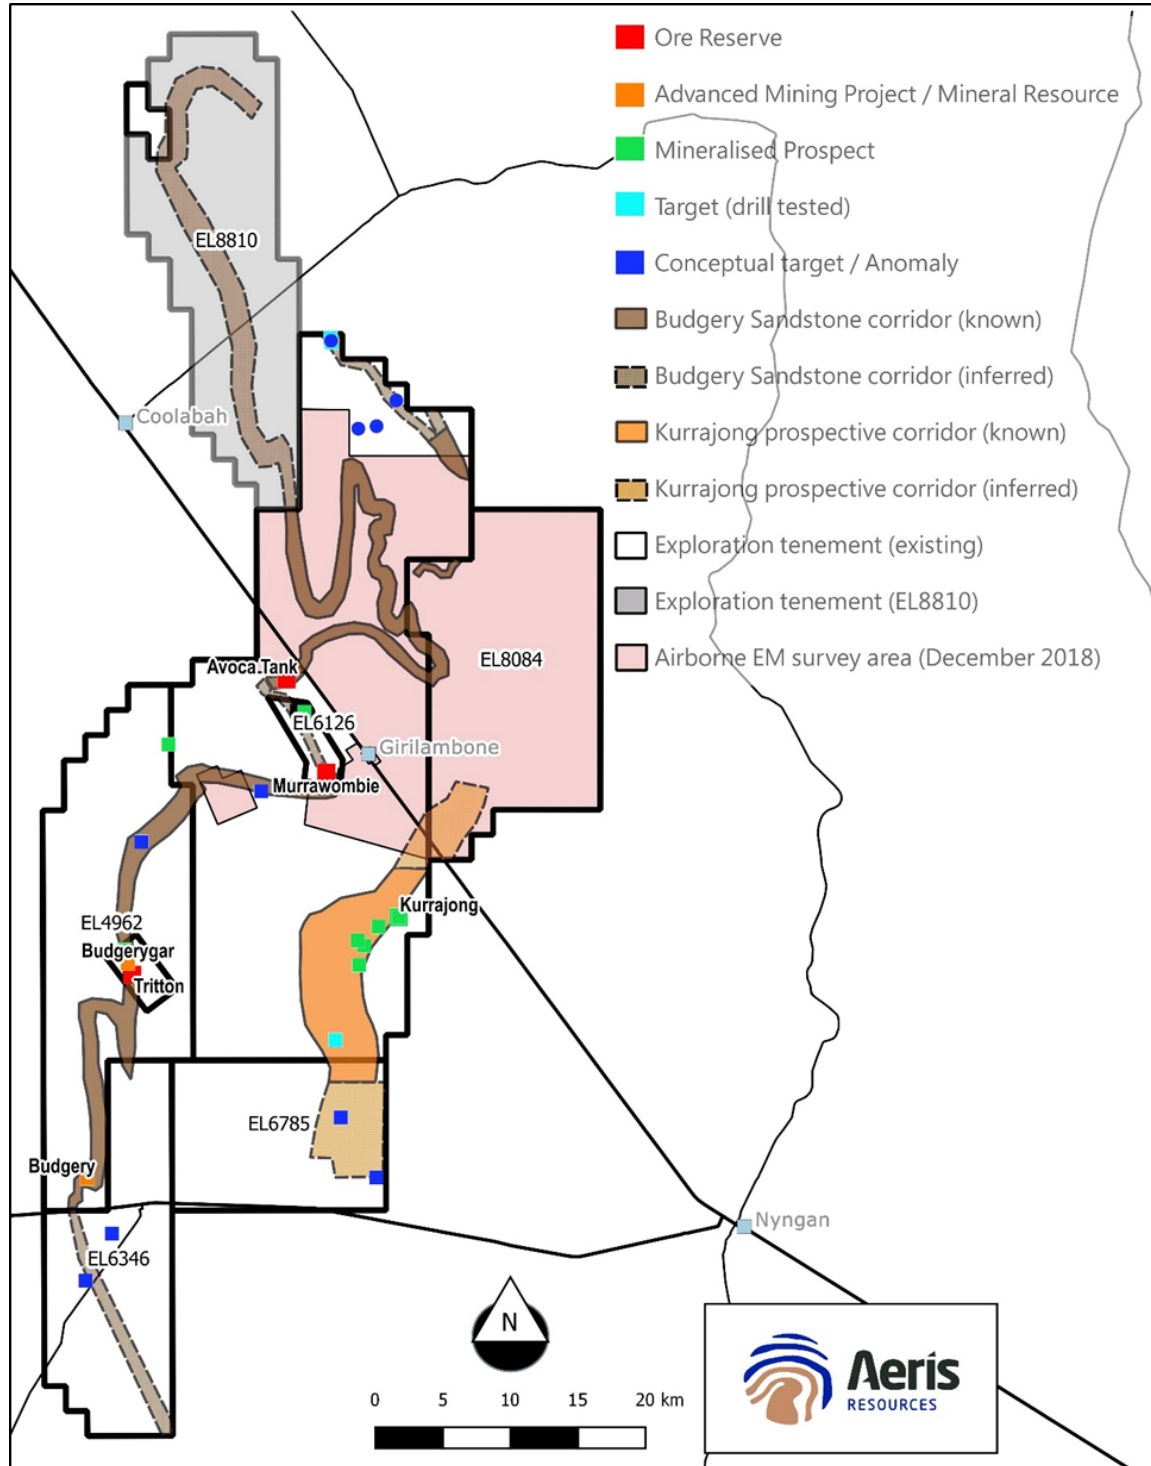 Ore Reserve
Advanced Mining Project / Mineral Resource
Mineralised Prospect
Target (drill tested)
EL8810
Conceptual target / Anomaly
Budgery Sandstone corridor (known)
Budgery Sandstone corridor (inferred)
Coolabah
Kurrajong prospective corridor (known)
Kurrajong prospective corridor (inferred)
Exploration tenement (existing)
Exploration tenement (EL8810)
Airborne EM survey area (December 2018)
EL8084
Avoca Tank
EL6126
Girilambone
Murrawombie
Kurrajong
EL4962
Budgerygar
Tritton
EL6785
Budgery
Nyngan
EL6346
N
0 5 10 15 20 km
Aeris
RESOURCES